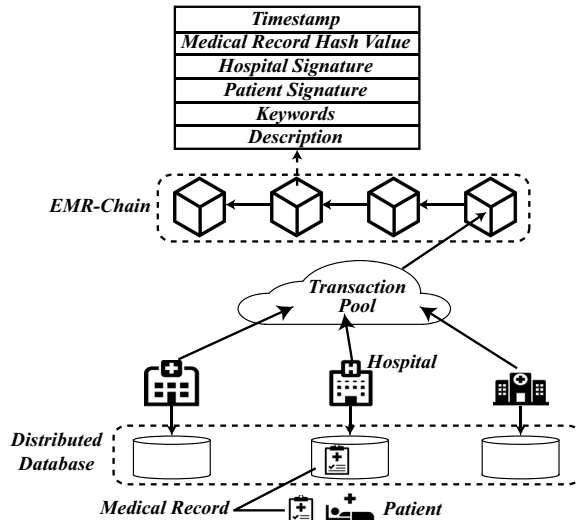 Timestamp
Medical Record Hash Value
Hospital Signature
Patient Signature
Keywords
Description
EMR-Chain
Transaction
Pool
Hospital
H
Distributed
Database
Medical Record
Patient